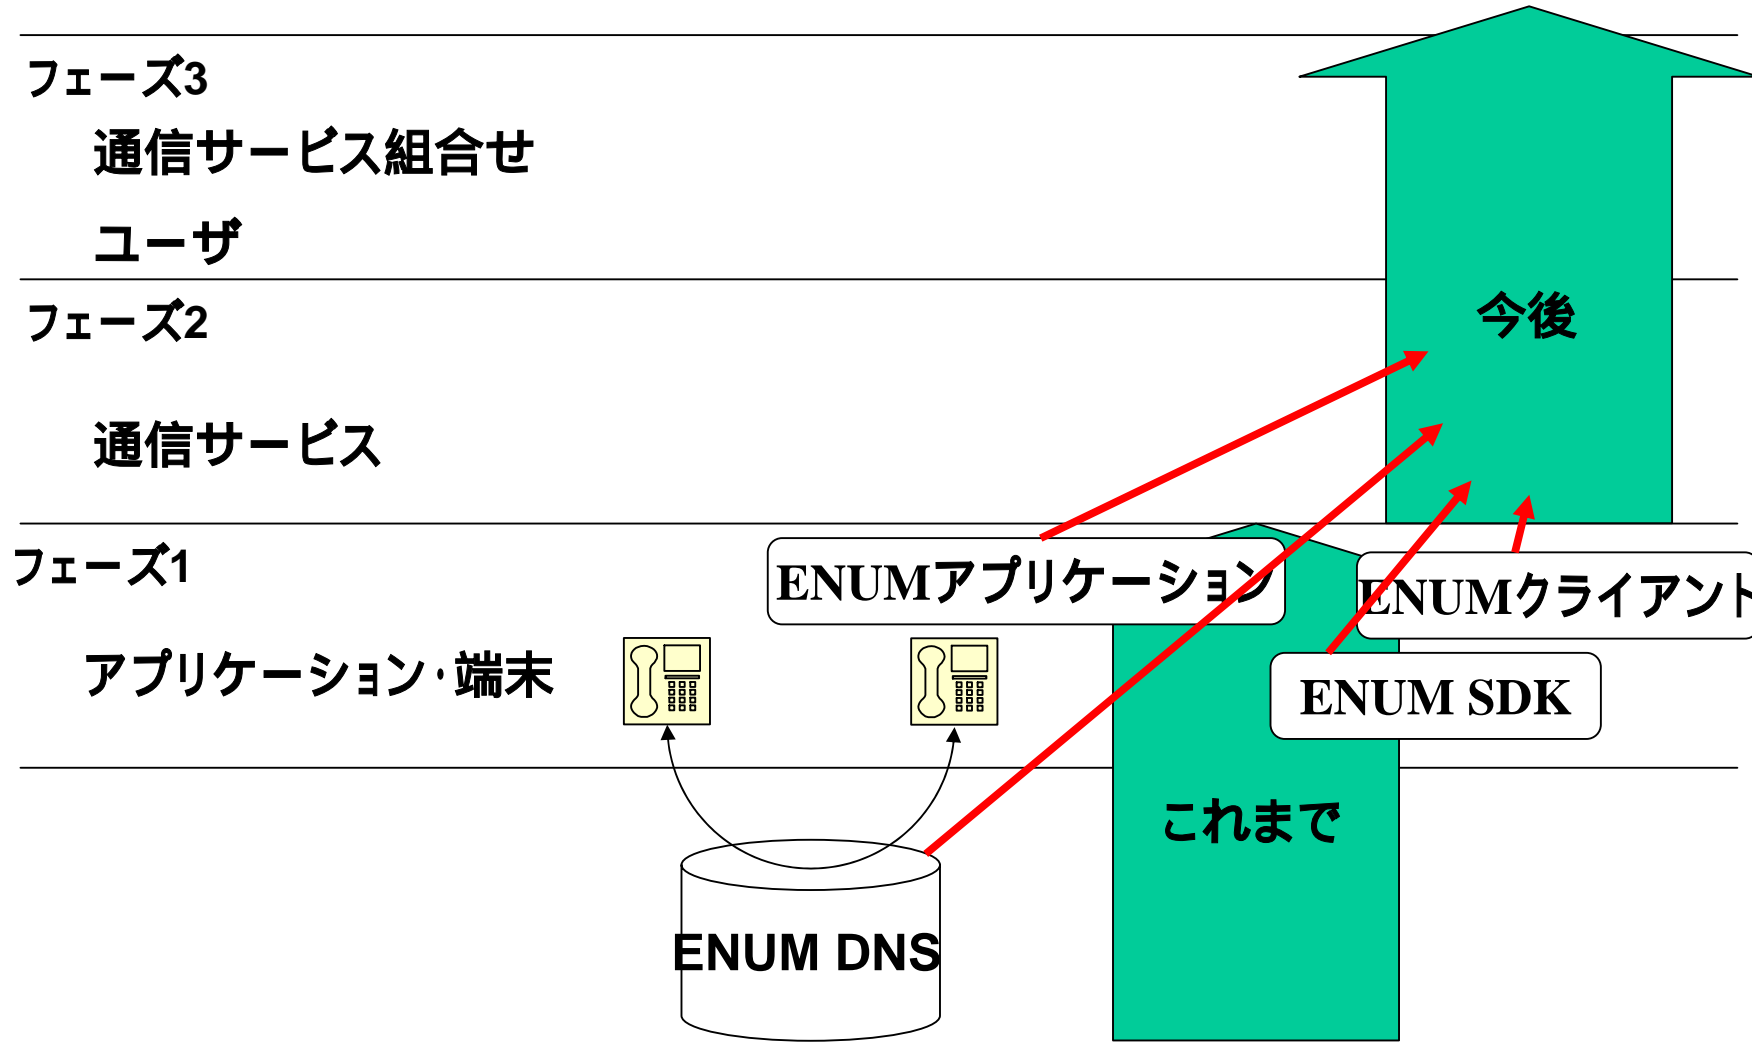 フェーズ3
通信サービス組合せ
ユーザ
フェーズ2
今後
通信サービス
フェーズ1
ENUMアプリケーション
ENUMクライアント
アプリケーション・端末
ENUM SDK
これまで
ENUM DNS